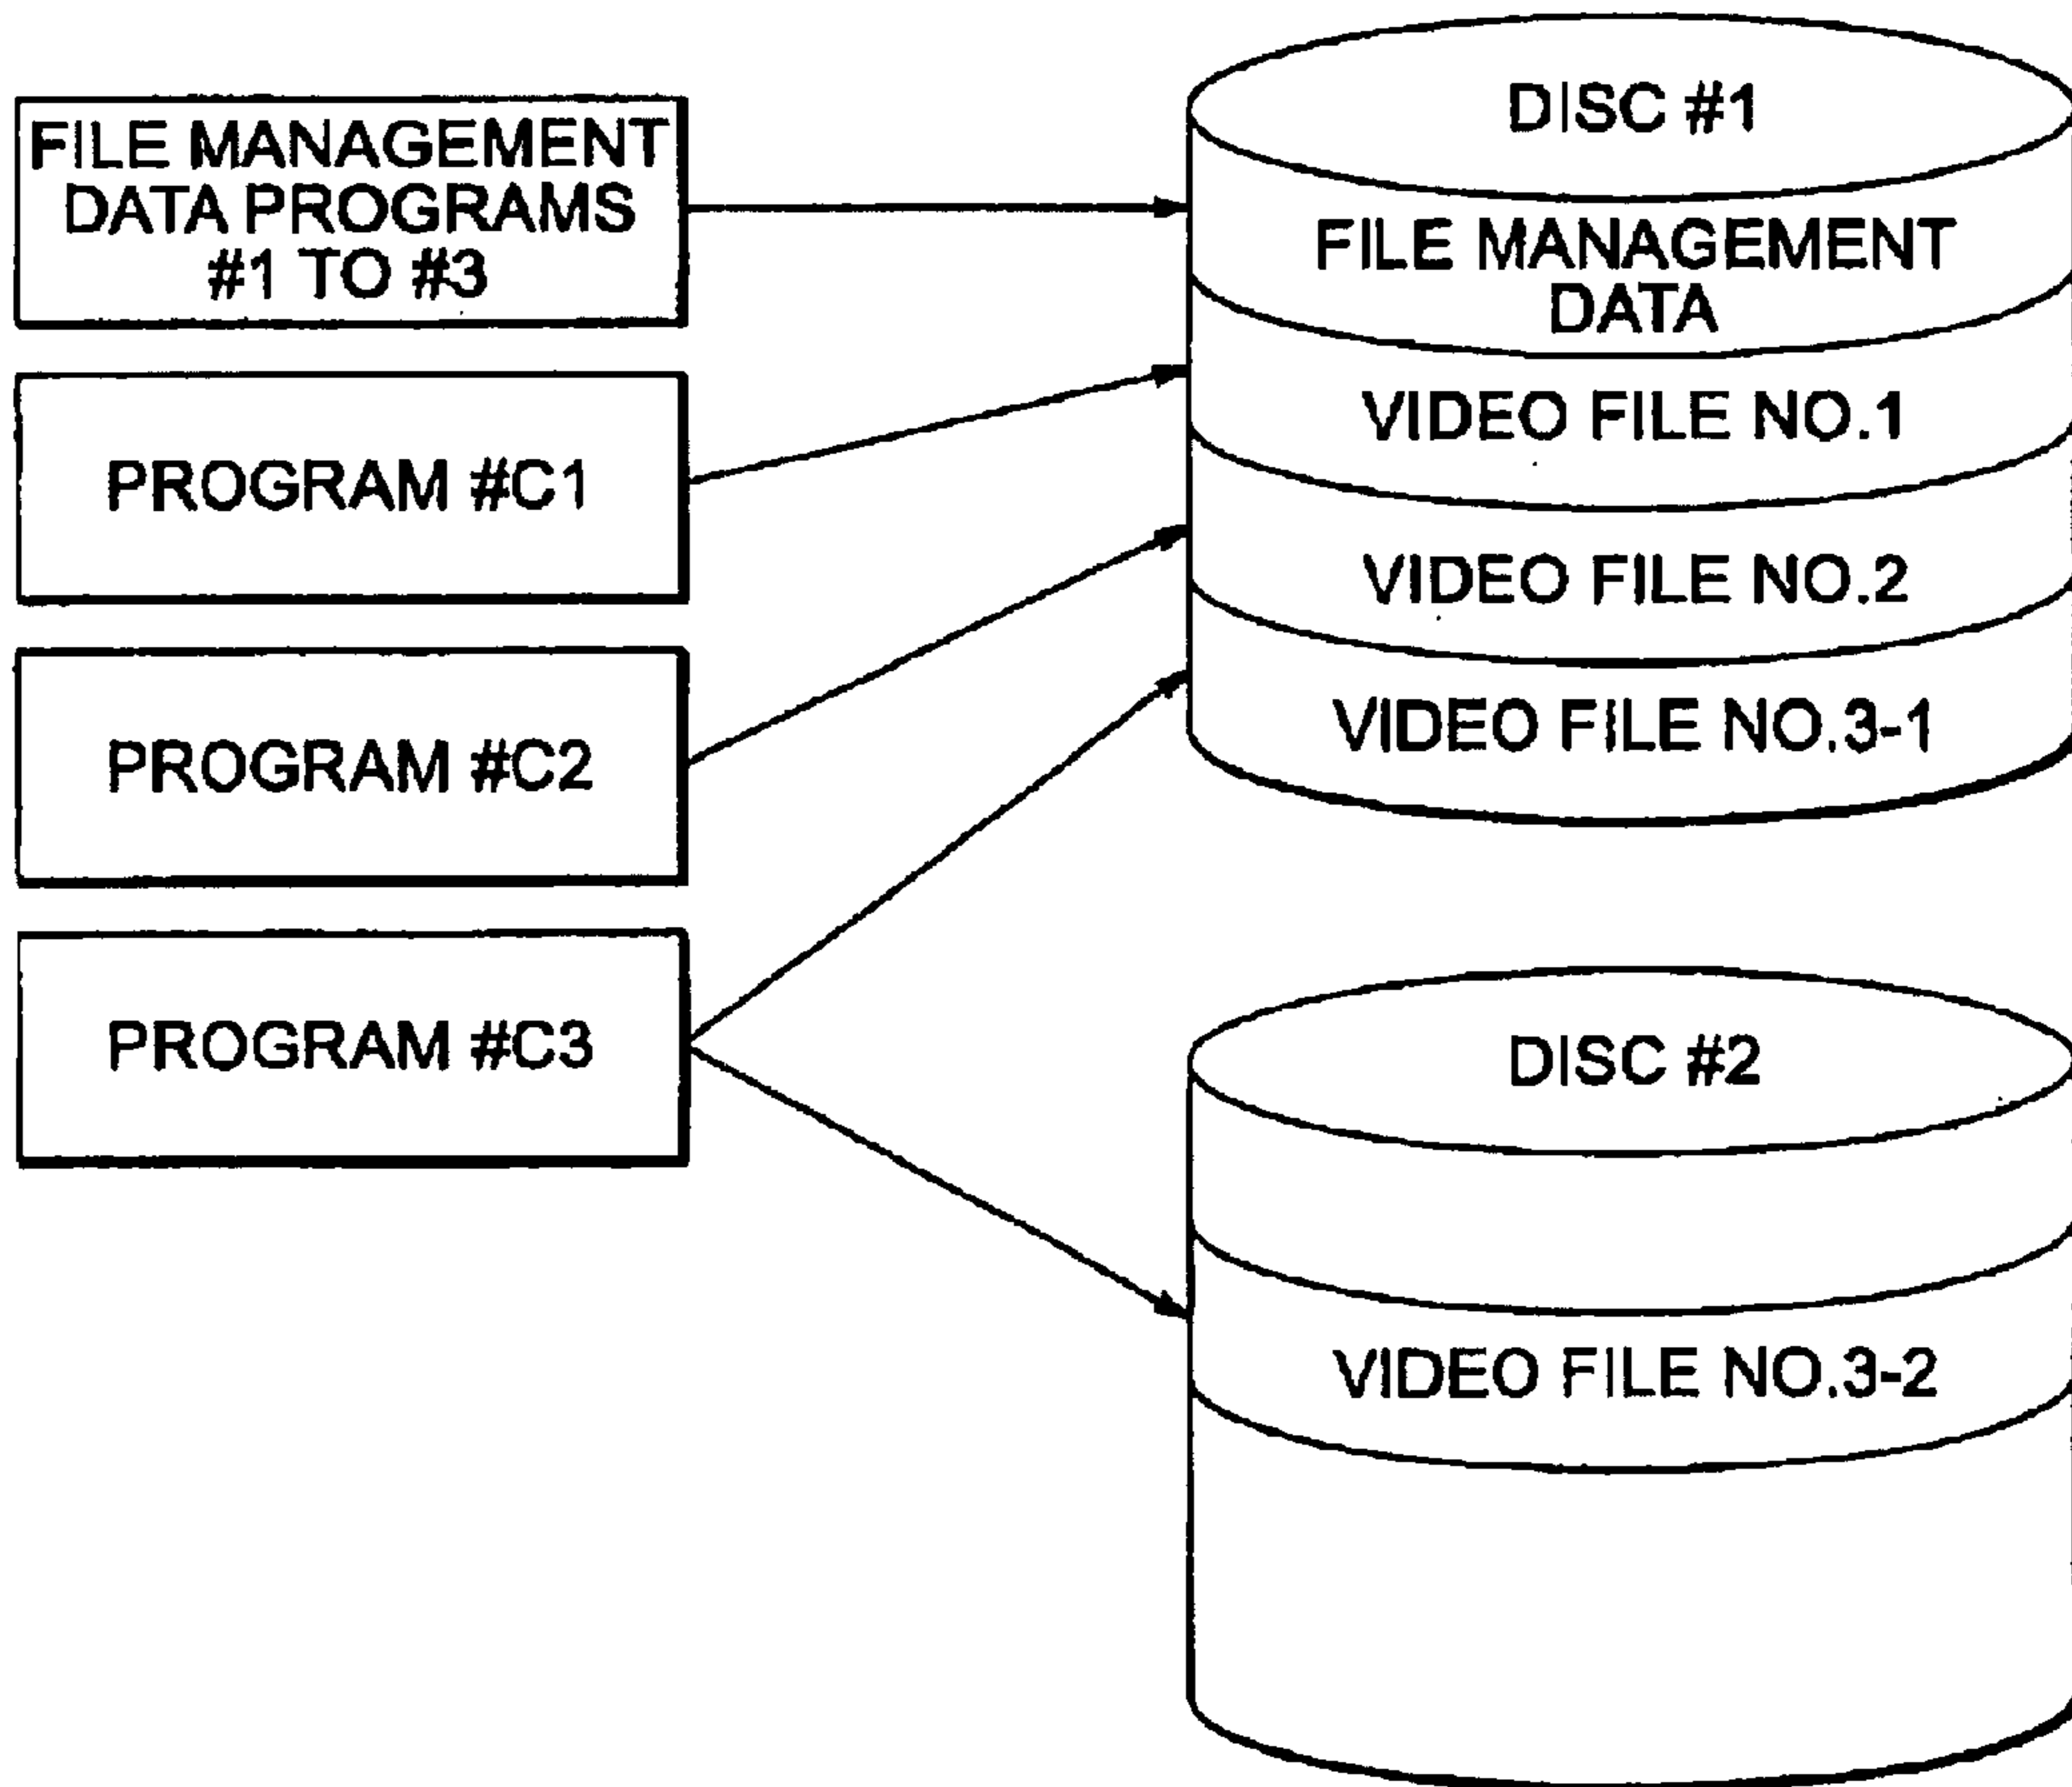 FILE MANAGEMENT
DATA PROGRAMS
#1 TO #3
PROGRAM #C1
PROGRAM #C2
PROGRAM #C3
DISC #1
FILE MANAGEMENT
DATA
VIDEO FILE NO.1
VIDEO FILE NO.2
VIDEO FILE NO.3-1
DISC #2
VIDEO FILE NO.3-2